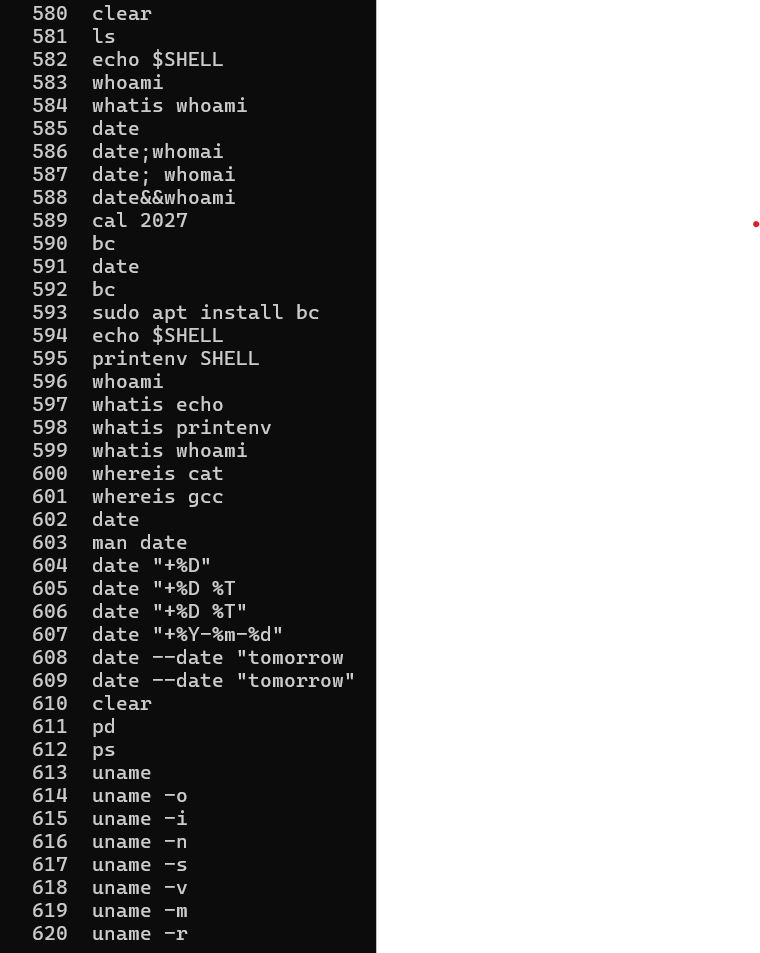 580 clear
581 ls
582 echo $SHELL
583 whoami
584 whatis whoami
585 date
586 date;whomai
587 date; whomai
588 date&&whoami
589 cal 2027
590 bc
591 date
592 bc
593 sudo apt install bc
594 echo $SHELL
595 printenv SHELL
596 whoami
597 whatis echo
598 whatis printenv
599 whatis whoami
600 whereis cat
601 whereis gcc
602 date
603 man date
604 date "+%D"
605 date "+%D %T
606 date "+%D %T"
607 date "+%Y-%m-%d"
608 date --date "tomorrow
609 date --date "tomorrow"
610 clear
611 pd
612 ps
613 uname
614 uname -o
615 uname -i
616 uname -n
617 uname -s
618 uname -v
619 uname -m
620 uname -r